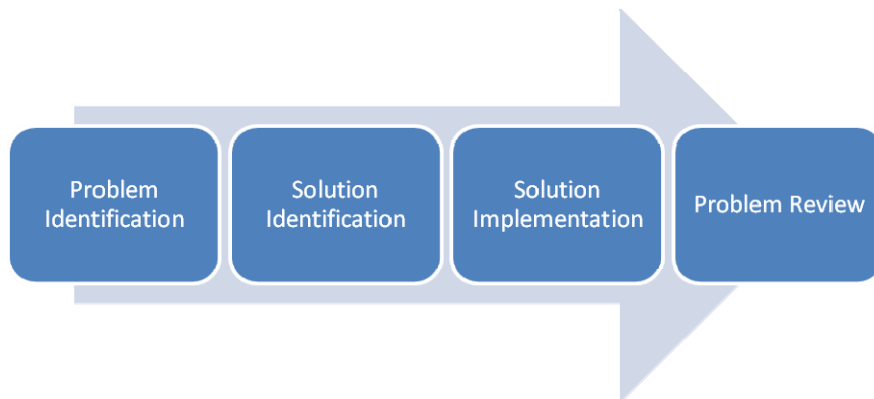 Problem
Identification
Solution
Identification
Solution
Implementation
Problem Review